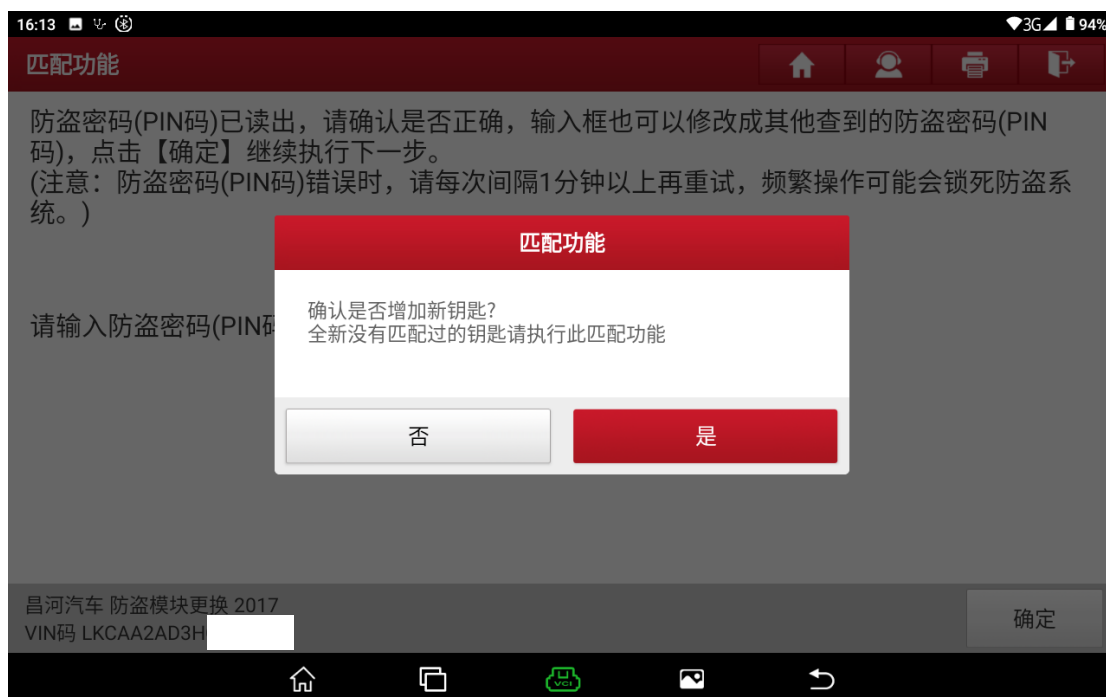 16:13
3G 94%
匹配功能
防盗密码(PIN码)已读出，请确认是否正确，输入框也可以修改成其他查到的防盗密码(PIN
码)，点击【确定】继续执行下一步。
(注意：防盗密码(PIN码)错误时，请每次间隔1分钟以上再重试，频繁操作可能会锁死防盗系
统。)
匹配功能
确认是否增加新钥匙?
全新没有匹配过的钥匙请执行此匹配功能
请输入防盗密码(PIN
否
是
昌河汽车 防盗模块更换 2017
VIN码 LKCAA2AD3H
确定
VCI